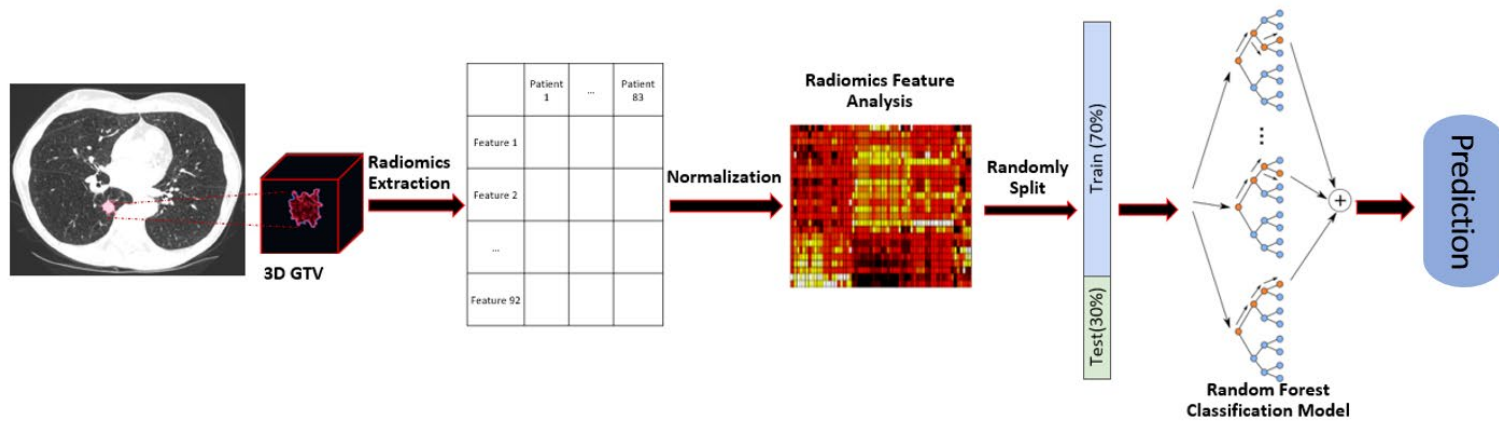 3D GTV
Radiomics
Extraction
Patient
1
...
Patient
83
Feature 1
Feature 2
...
Feature 92
Normalization
Radiomics Feature
Analysis
Randomly
Split
Train (70%)
Test(30%)
...
+
Random Forest
Classification Model
Prediction